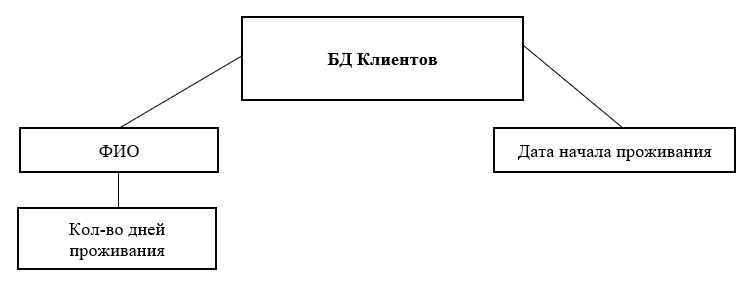 БД Клиентов
ФИО
Дата начала проживания
Кол-во дней
проживания